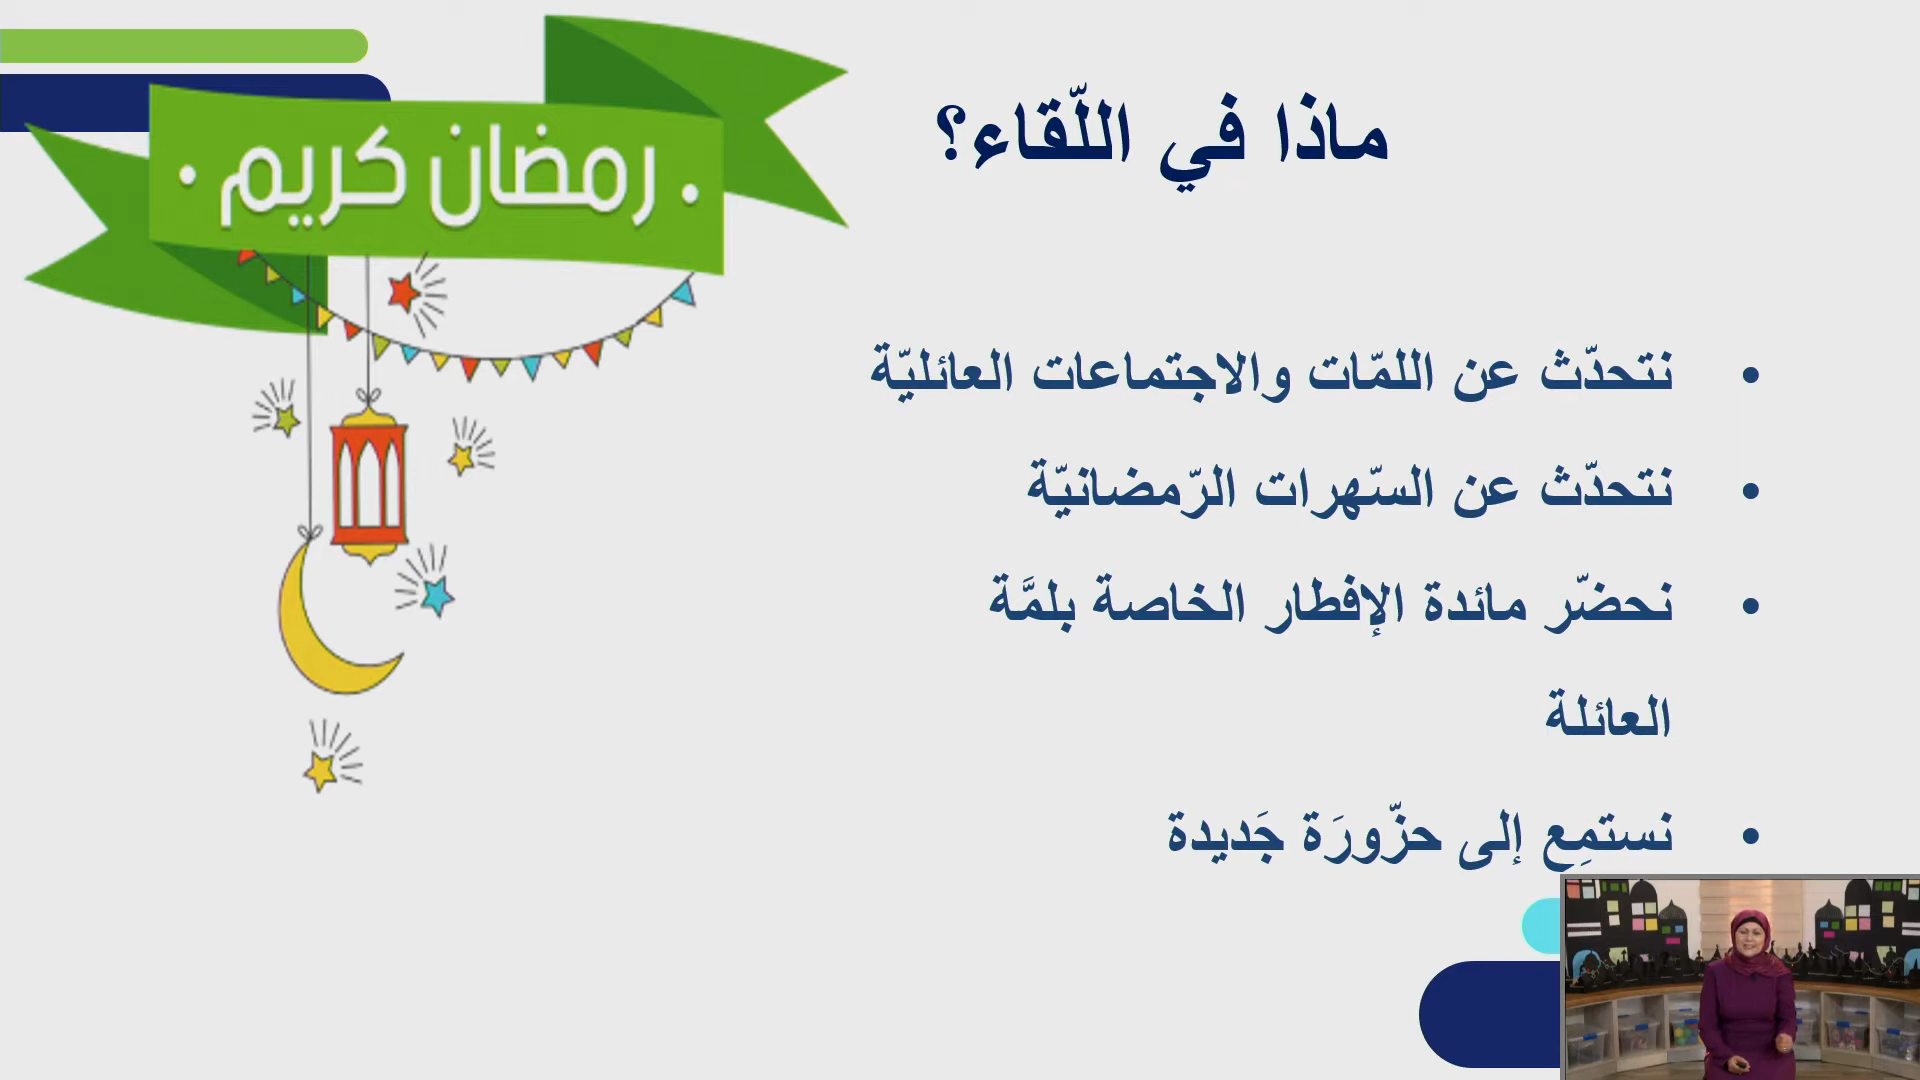 ماذا في اللّقاء؟
• رمضان كريم •
• نتحدّث عن اللمّات والاجتماعات العائليّة
• نتحدّث عن السّهرات الرّمضانيّة
• نحضّر مائدة الإفطار الخاصة بلمَّة
العائلة
• نستمِع إلى حزّورَة جَديدة